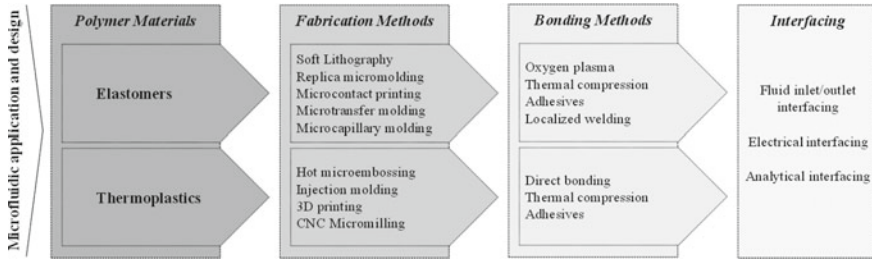 Microfluidic application and design
Polymer Materials
Elastomers
Thermoplastics
Fabrication Methods
Soft Lithography
Replica micromolding
Microcontact printing
Microtransfer molding
Microcapillary molding
Hot microembossing
Injection molding
3D printing
CNC Micromilling
Bonding Methods
Oxygen plasma
Thermal compression
Adhesives
Localized welding
Direct bonding
Thermal compression
Adhesives
Interfacing
Fluid inlet/outlet
interfacing
Electrical interfacing
Analytical interfacing